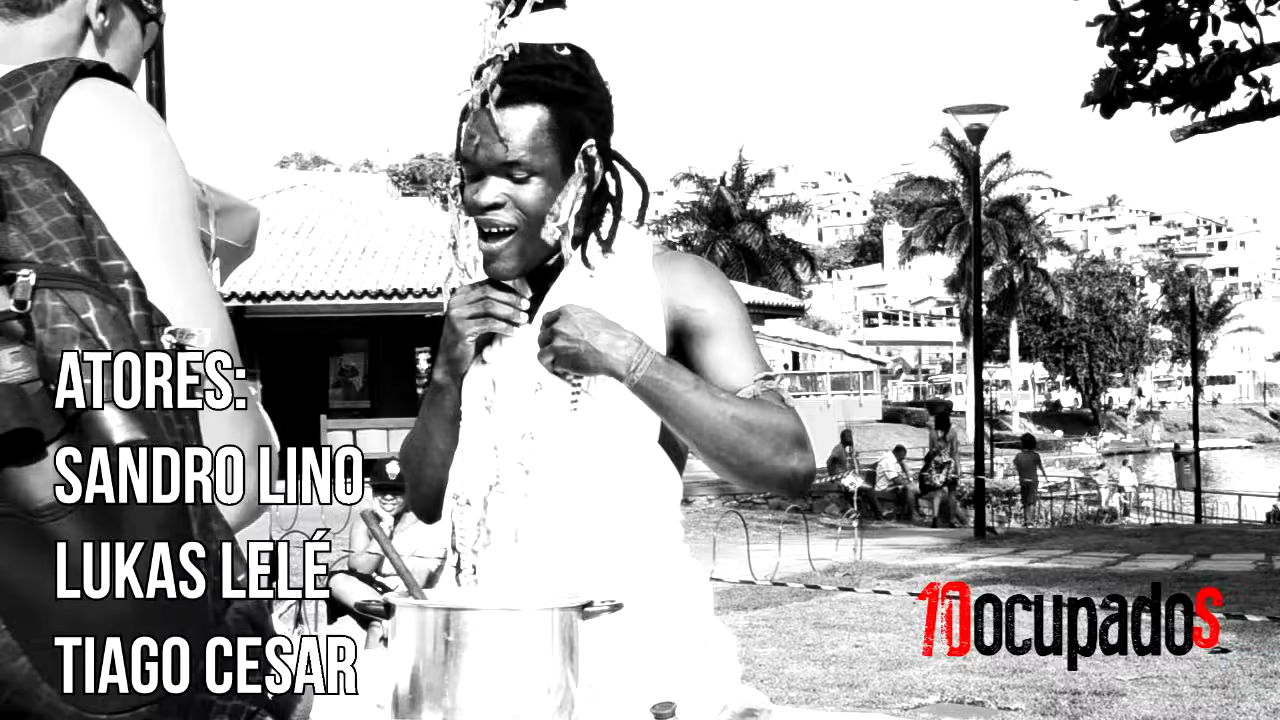 ATORES:
SANDRO LINO
LUKAS LELÉ
TIAGO CESAR
10ocupadoS